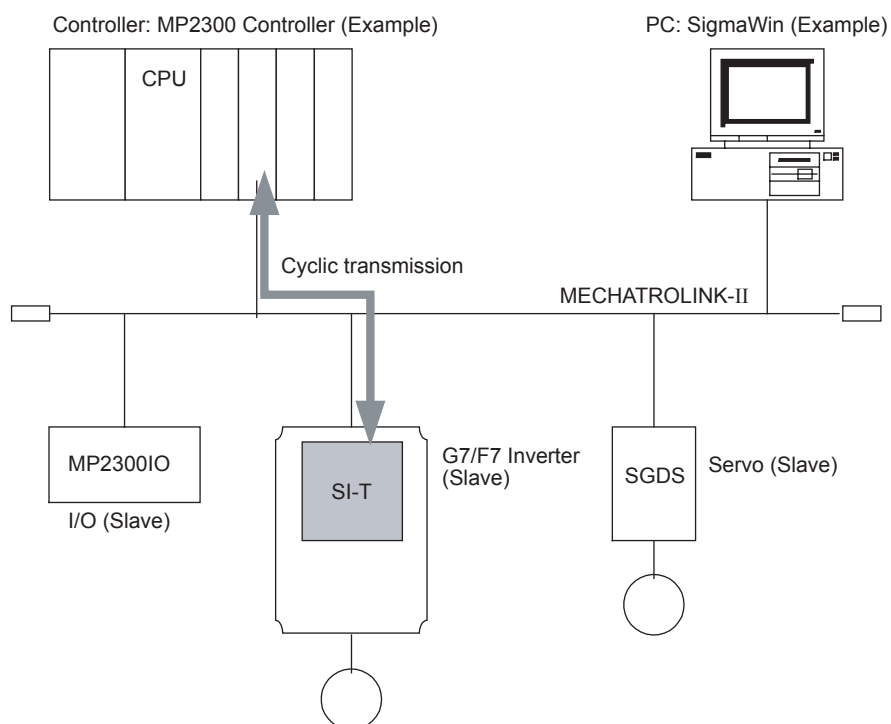 Controller: MP2300 Controller (Example)
PC: SigmaWin (Example)
CPU
Cyclic transmission
MECHATROLINK-II
MP2300IO
I/O (Slave)
SI-T
G7/F7 Inverter
(Slave)
SGDS
Servo (Slave)